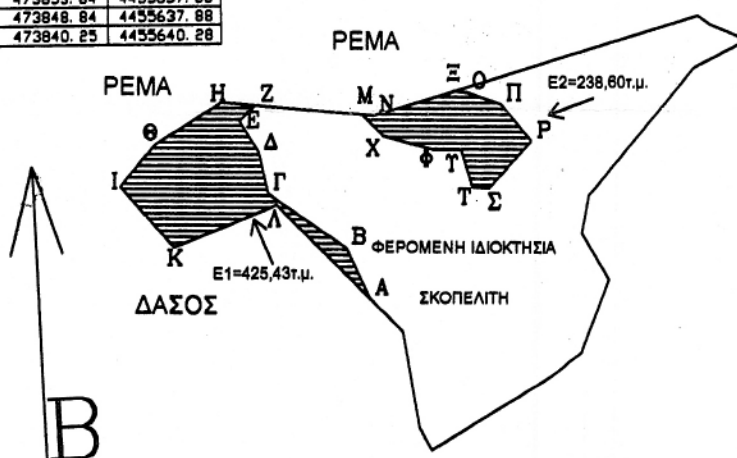 473848. 84 4455637. 88
473840. 25 4455640. 28
ΡΕΜΑ
Ξ
Ο
ΡΕΜΑ
Η
Ζ
Μ
Ν
Π
Ε2=238,60τ.μ.
Ε
Θ
Ρ
Δ
Χ
Φ
Υ
Ι
Γ
Τ
Σ
Λ
Κ
Β
ΦΕΡΟΜΕΝΗ ΙΔΙΟΚΤΗΣΙΑ
Ε1=425,43τ.μ.
Α
ΣΚΟΠΕΛΙΤΗ
ΔΑΣΟΣ
Β